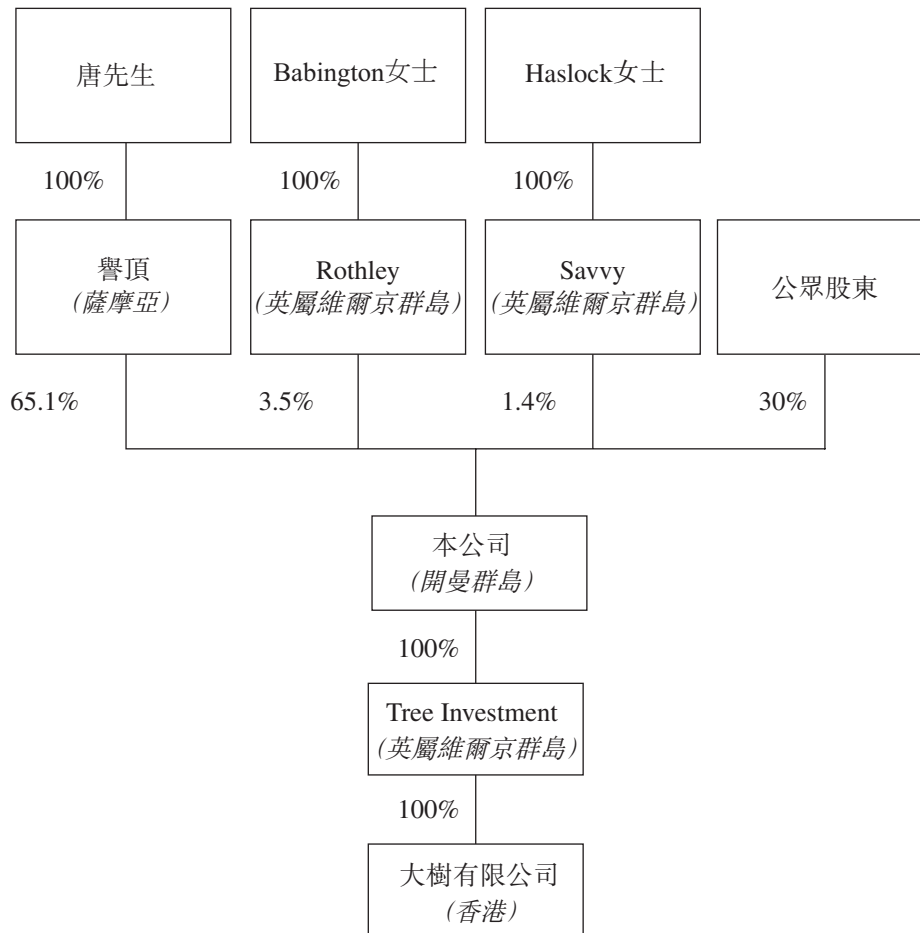 唐先生
Babington女士
Haslock女士
100%
100%
100%
譽頂
(薩摩亞)
Rothley
(英屬維爾京群島)
Savvy
(英屬維爾京群島)
公眾股東
65.1%
3.5%
1.4%
30%
本公司
(開曼群島)
100%
Tree Investment
(英屬維爾京群島)
100%
大樹有限公司
(香港)